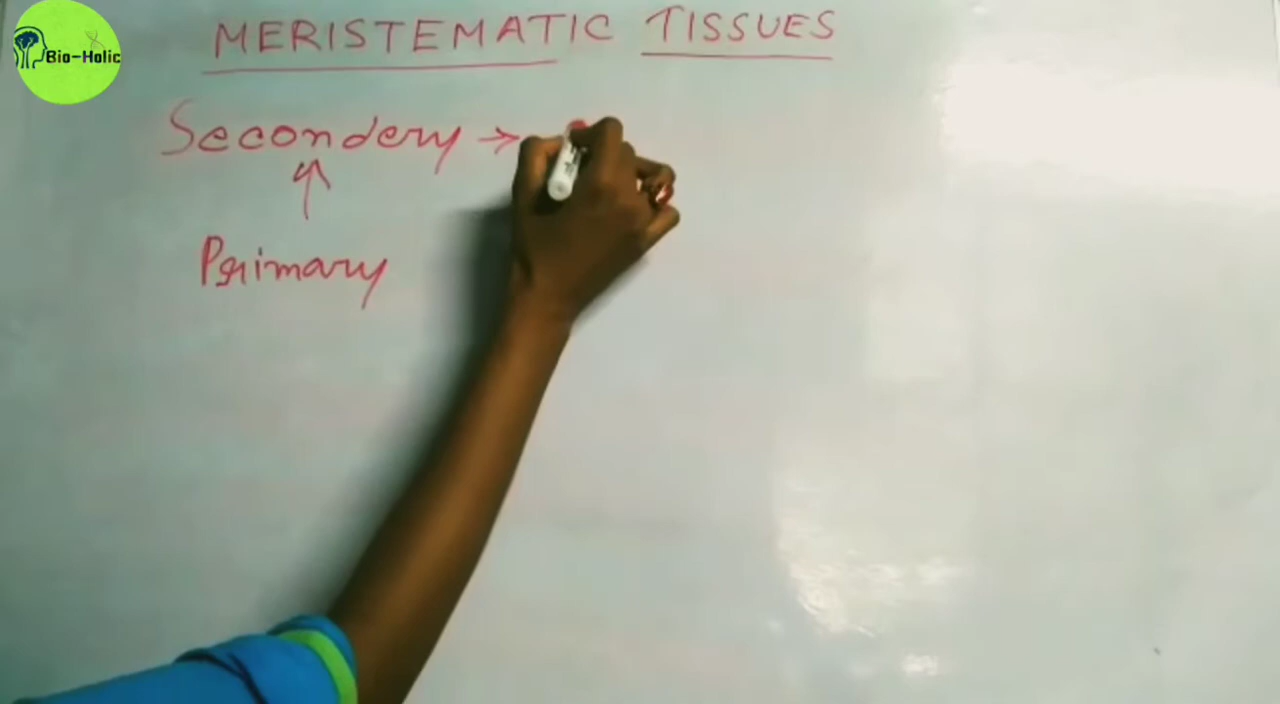 Bio-Holic
MERISTEMATIC TISSUES
Secondery →
↑
Primary